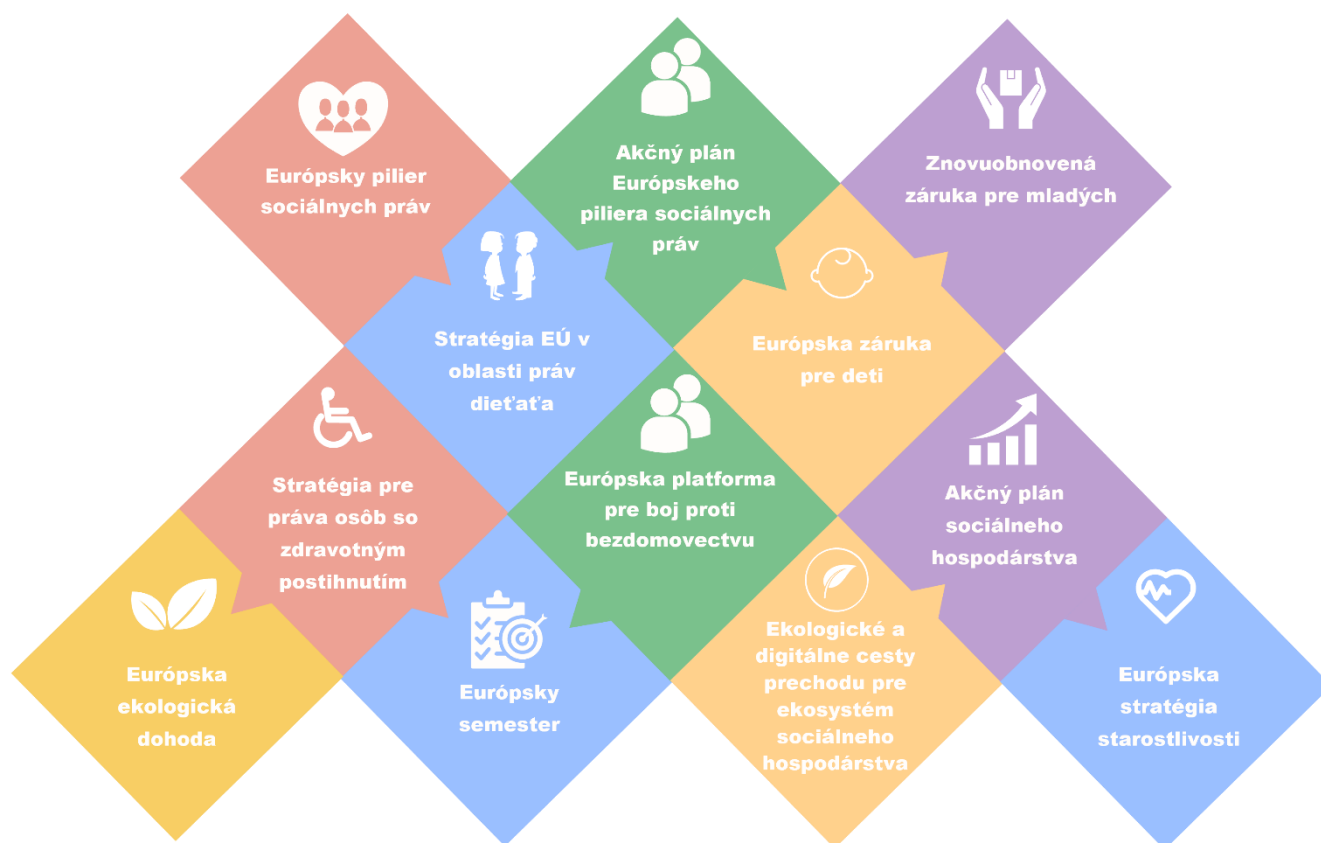 Európsky pilier
sociálnych práv
Akčný plán
Európskeho
piliera sociálnych
práv
Znovuobnovená
záruka pre mladých
Stratégia EÚ v
oblasti práv
dieťaťa
Európska záruka
pre deti
Stratégia pre
práva osôb so
zdravotným
postihnutím
Európska platforma
pre boj proti
bezdomovectvu
Akčný plán
sociálneho
hospodárstva
Európska
ekologická
dohoda
Európsky
semester
Ekologické a
digitálne cesty
prechodu pre
ekosystém
sociálneho
hospodárstva
Európska
stratégia
starostlivosti